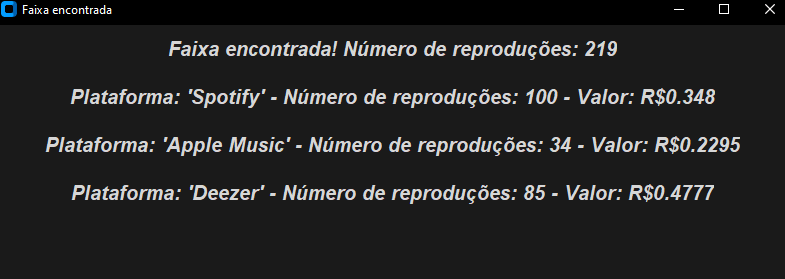 Faixa encontrada
Faixa encontrada! Número de reproduções: 219
Plataforma: 'Spotify' - Número de reproduções: 100 - Valor: R$0.348
Plataforma: 'Apple Music' - Número de reproduções: 34 - Valor: R$0.2295
Plataforma: 'Deezer' - Número de reproduções: 85 - Valor: R$0.4777